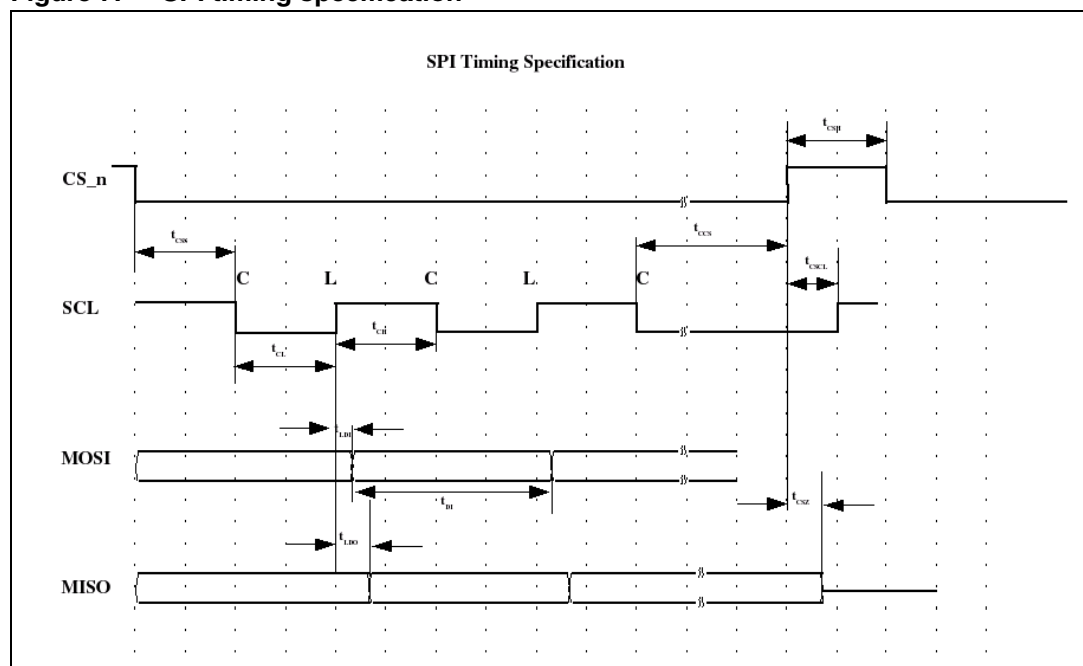 SPI Timing Specification
t_CSH
CS_n
t_CSS
t_CCS
t_CSCL
C L C L C
SCL
t_CH
t_CL
t_LDI
MOSI
t_DI
t_CSZ
t_LDO
MISO